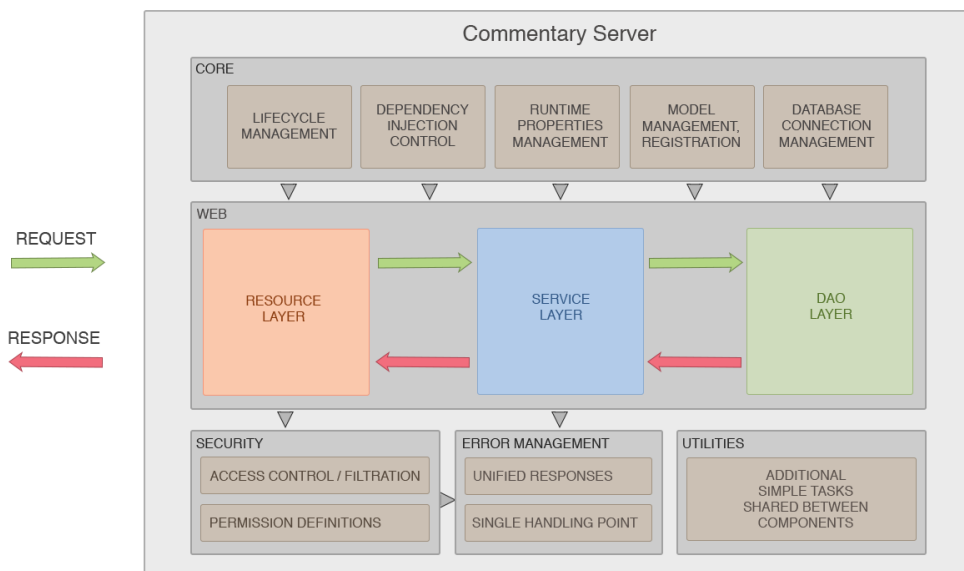 Commentary Server
CORE
LIFECYCLE
MANAGEMENT
DEPENDENCY
INJECTION
CONTROL
RUNTIME
PROPERTIES
MANAGEMENT
MODEL
MANAGEMENT,
REGISTRATION
DATABASE
CONNECTION
MANAGEMENT
WEB
REQUEST
RESPONSE
RESOURCE
LAYER
SERVICE
LAYER
DAO
LAYER
SECURITY
ACCESS CONTROL / FILTRATION
PERMISSION DEFINITIONS
ERROR MANAGEMENT
UNIFIED RESPONSES
SINGLE HANDLING POINT
UTILITIES
ADDITIONAL
SIMPLE TASKS
SHARED BETWEEN
COMPONENTS